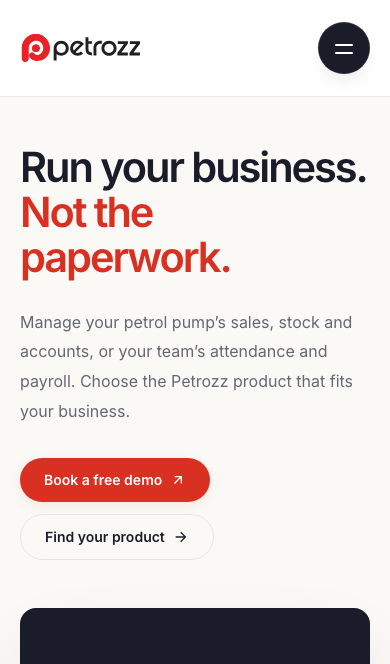 petrozz
Run your business.
Not the
paperwork.
Manage your petrol pump’s sales, stock and
accounts, or your team’s attendance and
payroll. Choose the Petrozz product that fits
your business.
Book a free demo
Find your product